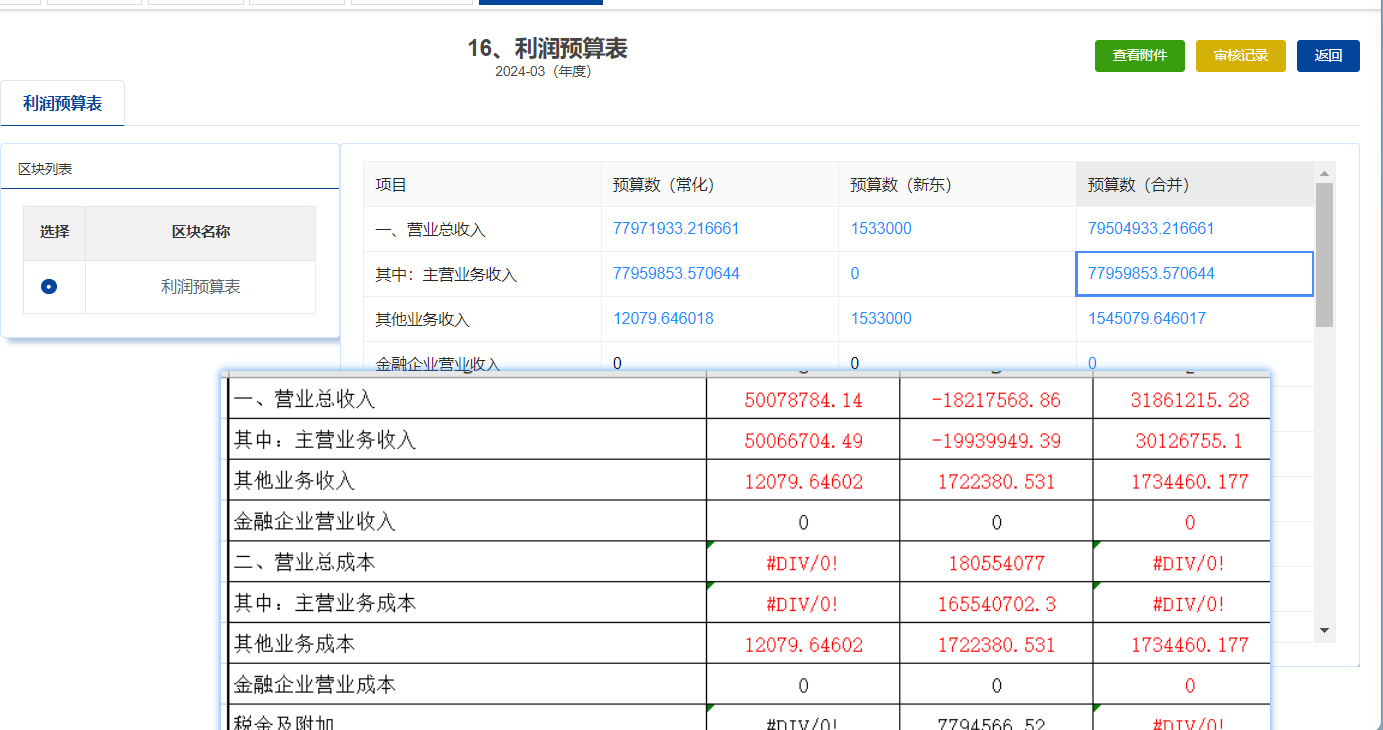 16、利润预算表
2024-03（年度）
查看附件 审核记录 返回
利润预算表
区块列表
选择 区块名称
利润预算表
项目 预算数（常化） 预算数（新东） 预算数（合并）
一、营业总收入 77971933.216661 1533000 79504933.216661
其中：主营业务收入 77959853.570644 0 77959853.570644
其他业务收入 12079.646018 1533000 1545079.646017
金融企业营业收入 0 0 0
一、营业总收入 50078784.14 -18217568.86 31861215.28
其中：主营业务收入 50066704.49 -19939949.39 30126755.1
其他业务收入 12079.64602 1722380.531 1734460.177
金融企业营业收入 0 0 0
二、营业总成本 #DIV/0! 180554077 #DIV/0!
其中：主营业务成本 #DIV/0! 165540702.3 #DIV/0!
其他业务成本 12079.64602 1722380.531 1734460.177
金融企业营业成本 0 0 0
税金及附加 #DIV/0! 7794566.52 #DIV/0!